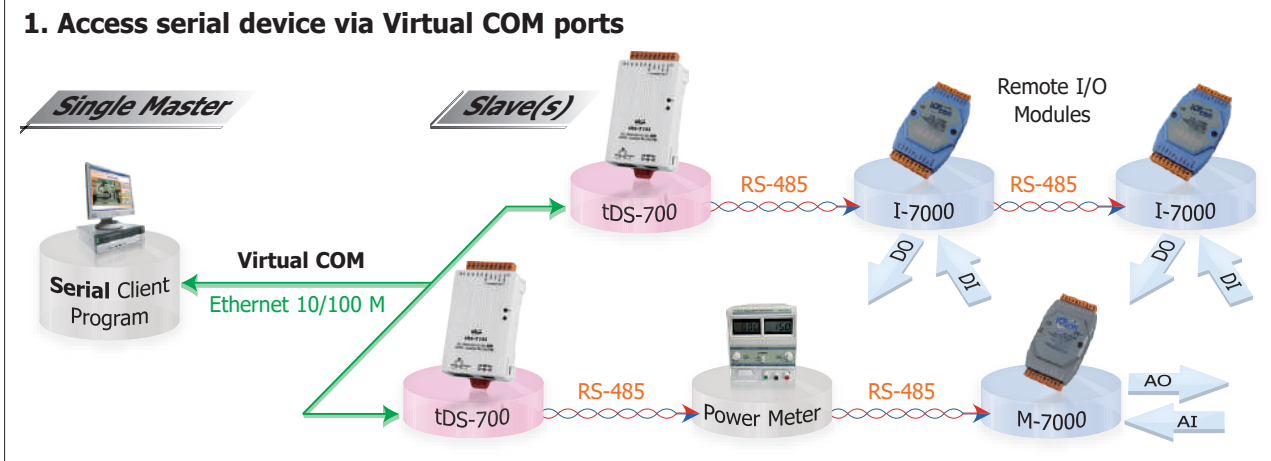 1. Access serial device via Virtual COM ports
Single Master
Slave(s)
Remote I/O
Modules
tDS-700
RS-485
I-7000
RS-485
I-7000
DO
DI
DO
DI
Virtual COM
Ethernet 10/100 M
Serial Client
Program
tDS-700
RS-485
Power Meter
RS-485
M-7000
AO
AI